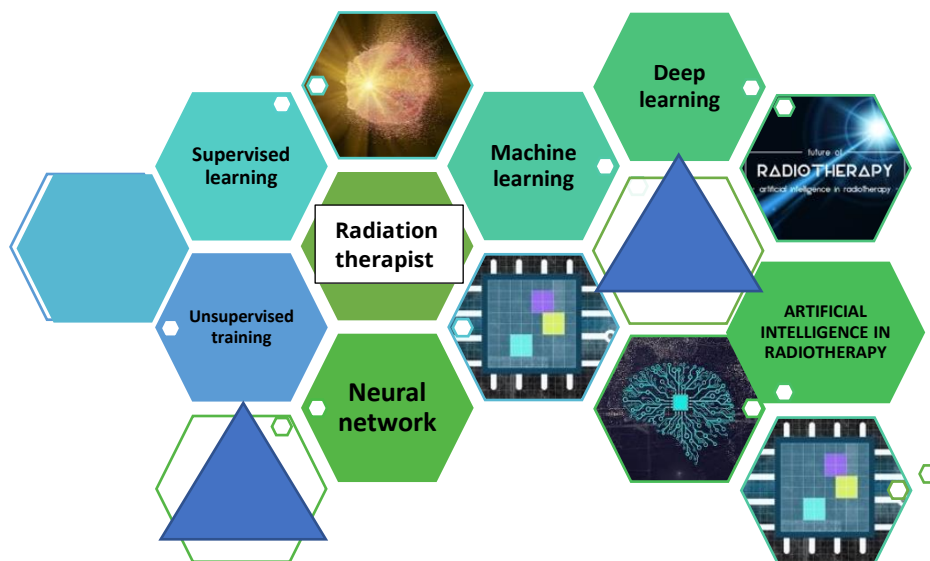 Deep
learning
Supervised
learning
Machine
learning
future of
RADIOTHERAPY
artificial intelligence in radiotherapy
Radiation
therapist
Unsupervised
training
ARTIFICIAL
INTELLIGENCE IN
RADIOTHERAPY
Neural
network